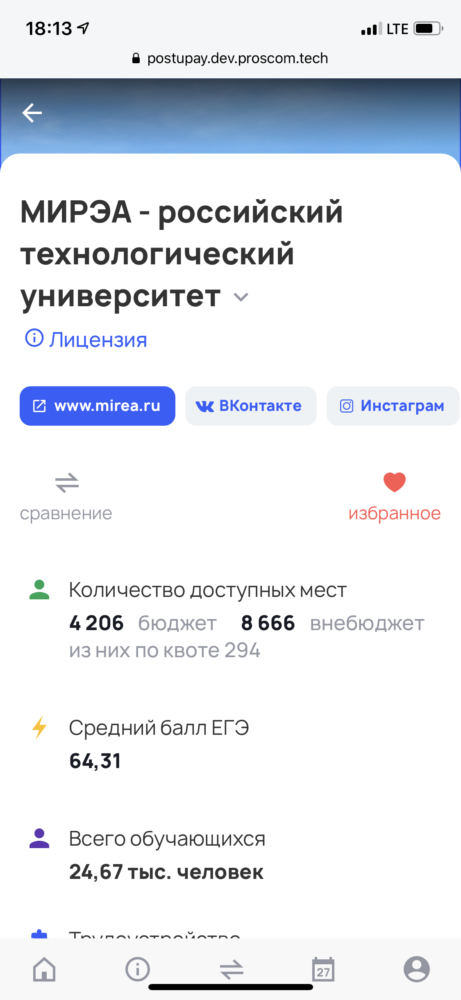 18:13
LTE
postupay.dev.proscom.tech
МИРЭА - российский
технологический
университет
Лицензия
www.mirea.ru
ВКонтакте
Инстаграм
сравнение
избранное
Количество доступных мест
4 206 бюджет 8 666 внебюджет
из них по квоте 294
Средний балл ЕГЭ
64,31
Всего обучающихся
24,67 тыс. человек
Трудоустройство
27